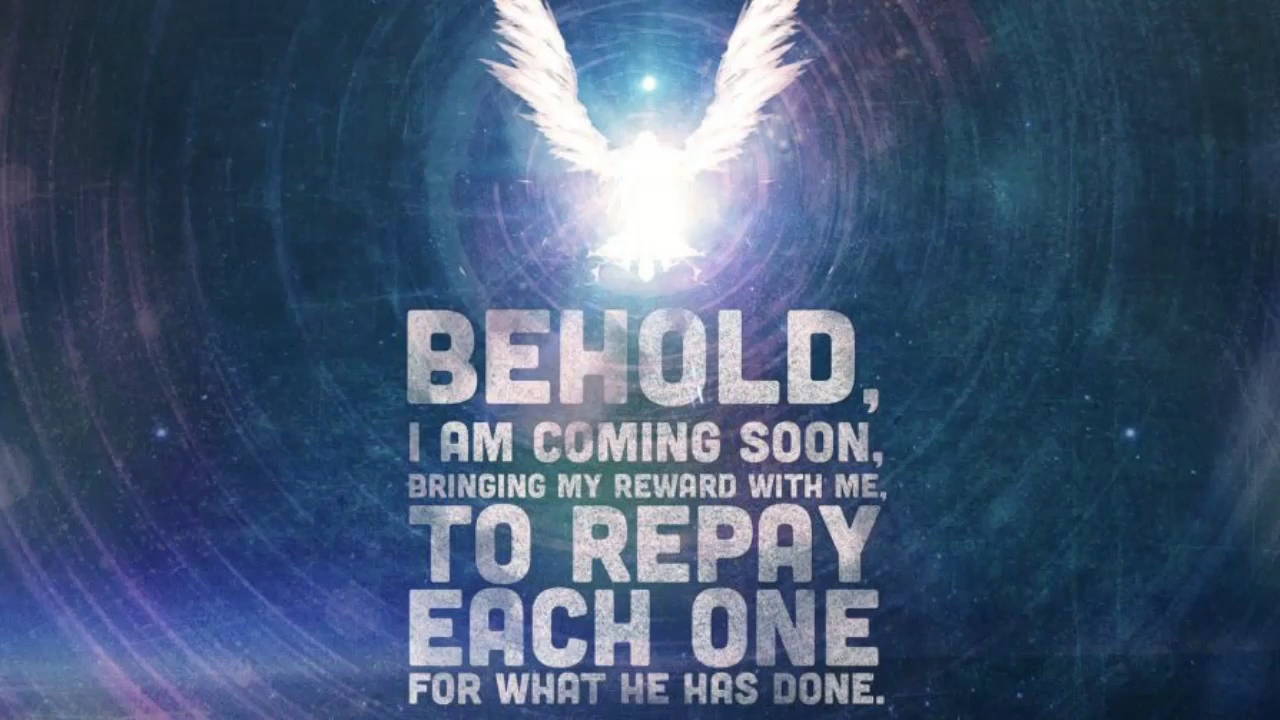 BEHOLD,
I AM COMING SOON,
BRINGING MY REWARD WITH ME,
TO REPAY
EACH ONE
FOR WHAT HE HAS DONE.